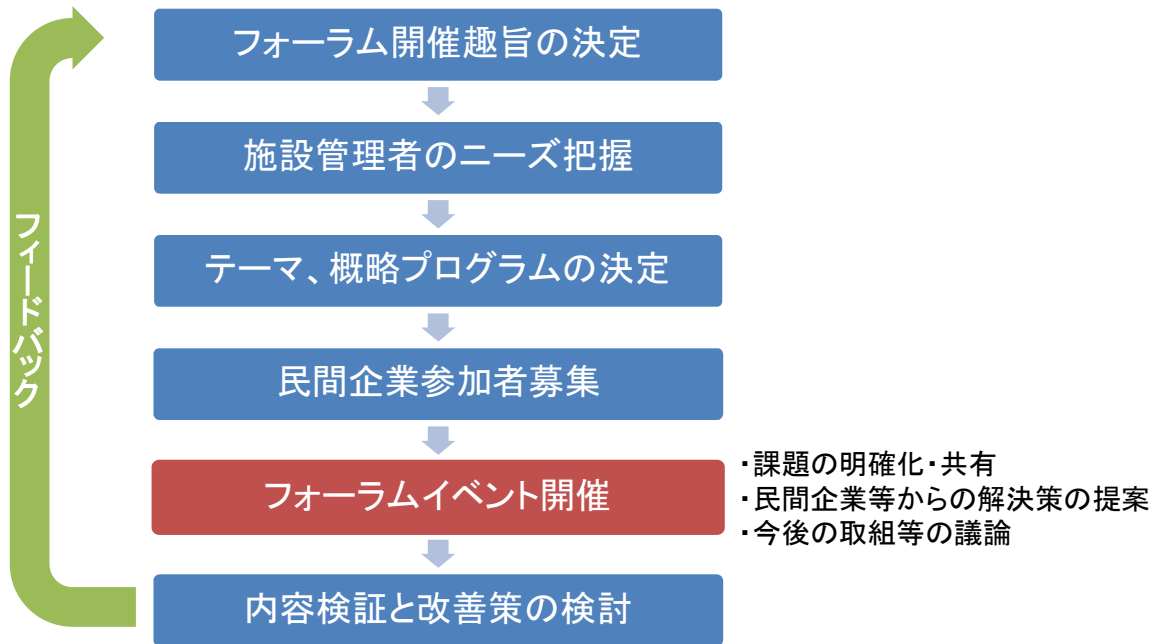 フォーラム開催趣旨の決定
施設管理者のニーズ把握
テーマ、概略プログラムの決定
民間企業参加者募集
フォーラムイベント開催
・課題の明確化・共有
・民間企業等からの解決策の提案
・今後の取組等の議論
内容検証と改善策の検討
フィードバック